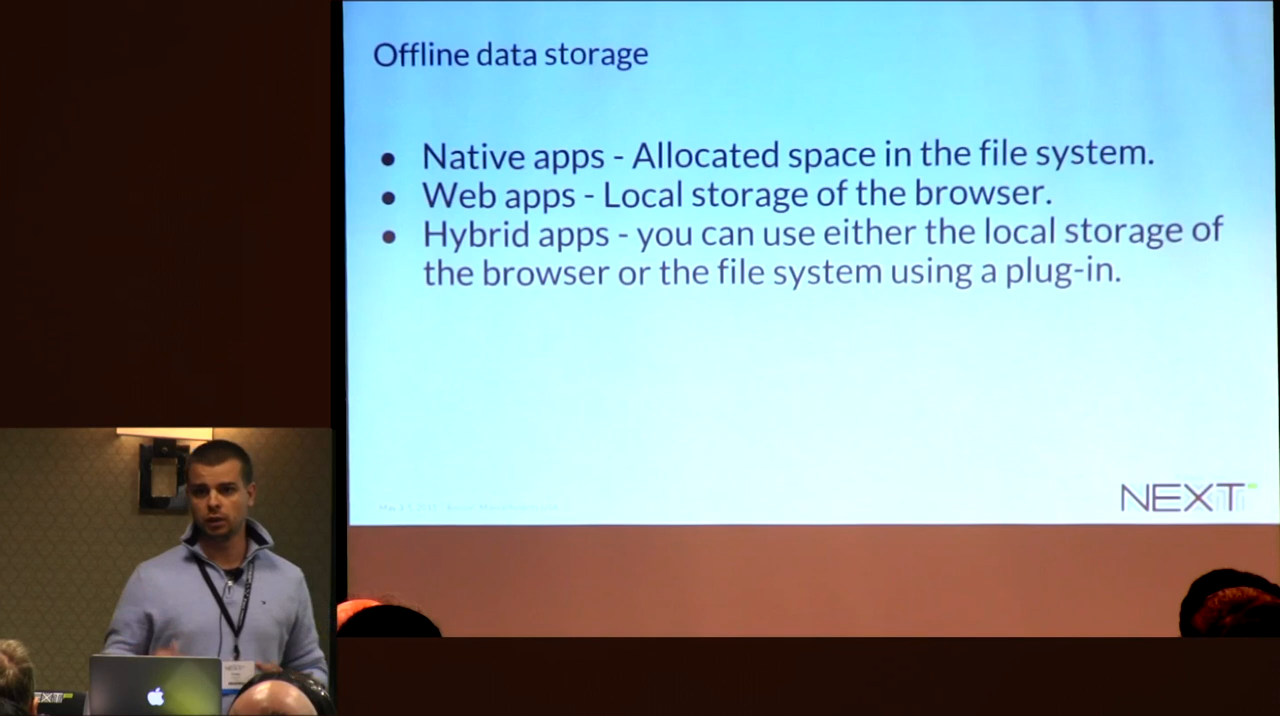 Offline data storage
● Native apps - Allocated space in the file system.
● Web apps - Local storage of the browser.
● Hybrid apps - you can use either the local storage of
the browser or the file system using a plug-in.
NEXT